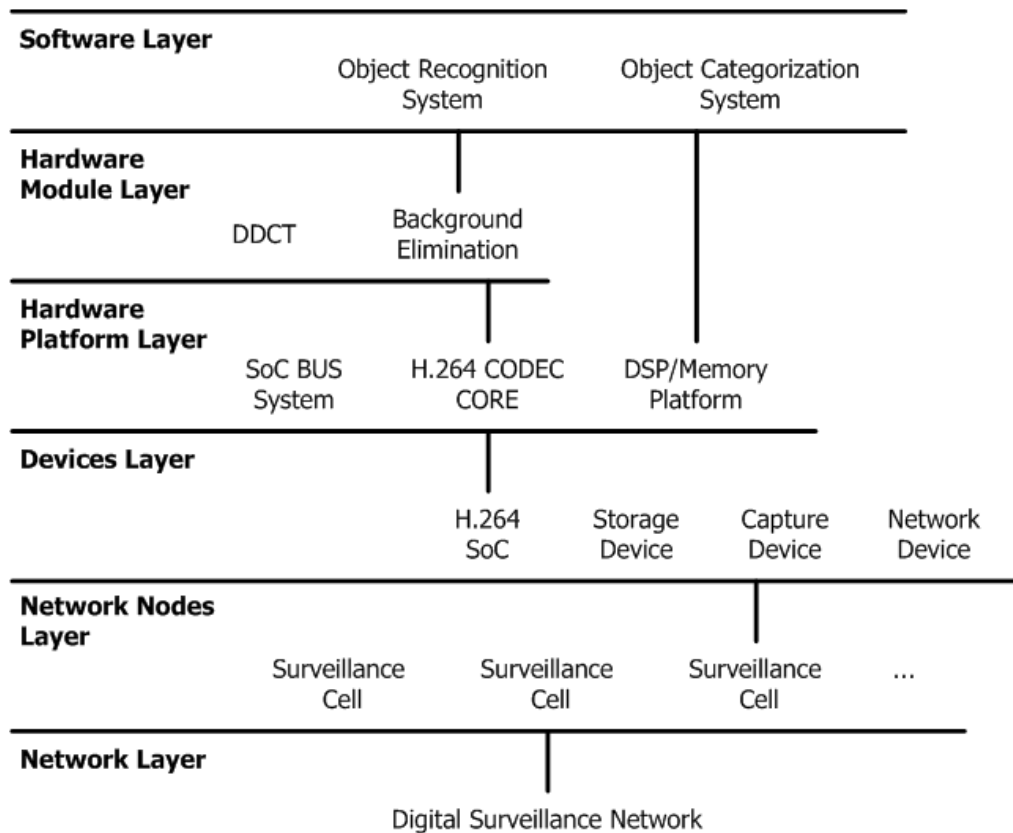 Software Layer
Object Recognition
System
Object Categorization
System
Hardware
Module Layer
DDCT
Background
Elimination
Hardware
Platform Layer
SoC BUS
System
H.264 CODEC
CORE
DSP/Memory
Platform
Devices Layer
H.264
SoC
Storage
Device
Capture
Device
Network
Device
Network Nodes
Layer
Surveillance
Cell
Surveillance
Cell
Surveillance
Cell
...
Network Layer
Digital Surveillance Network